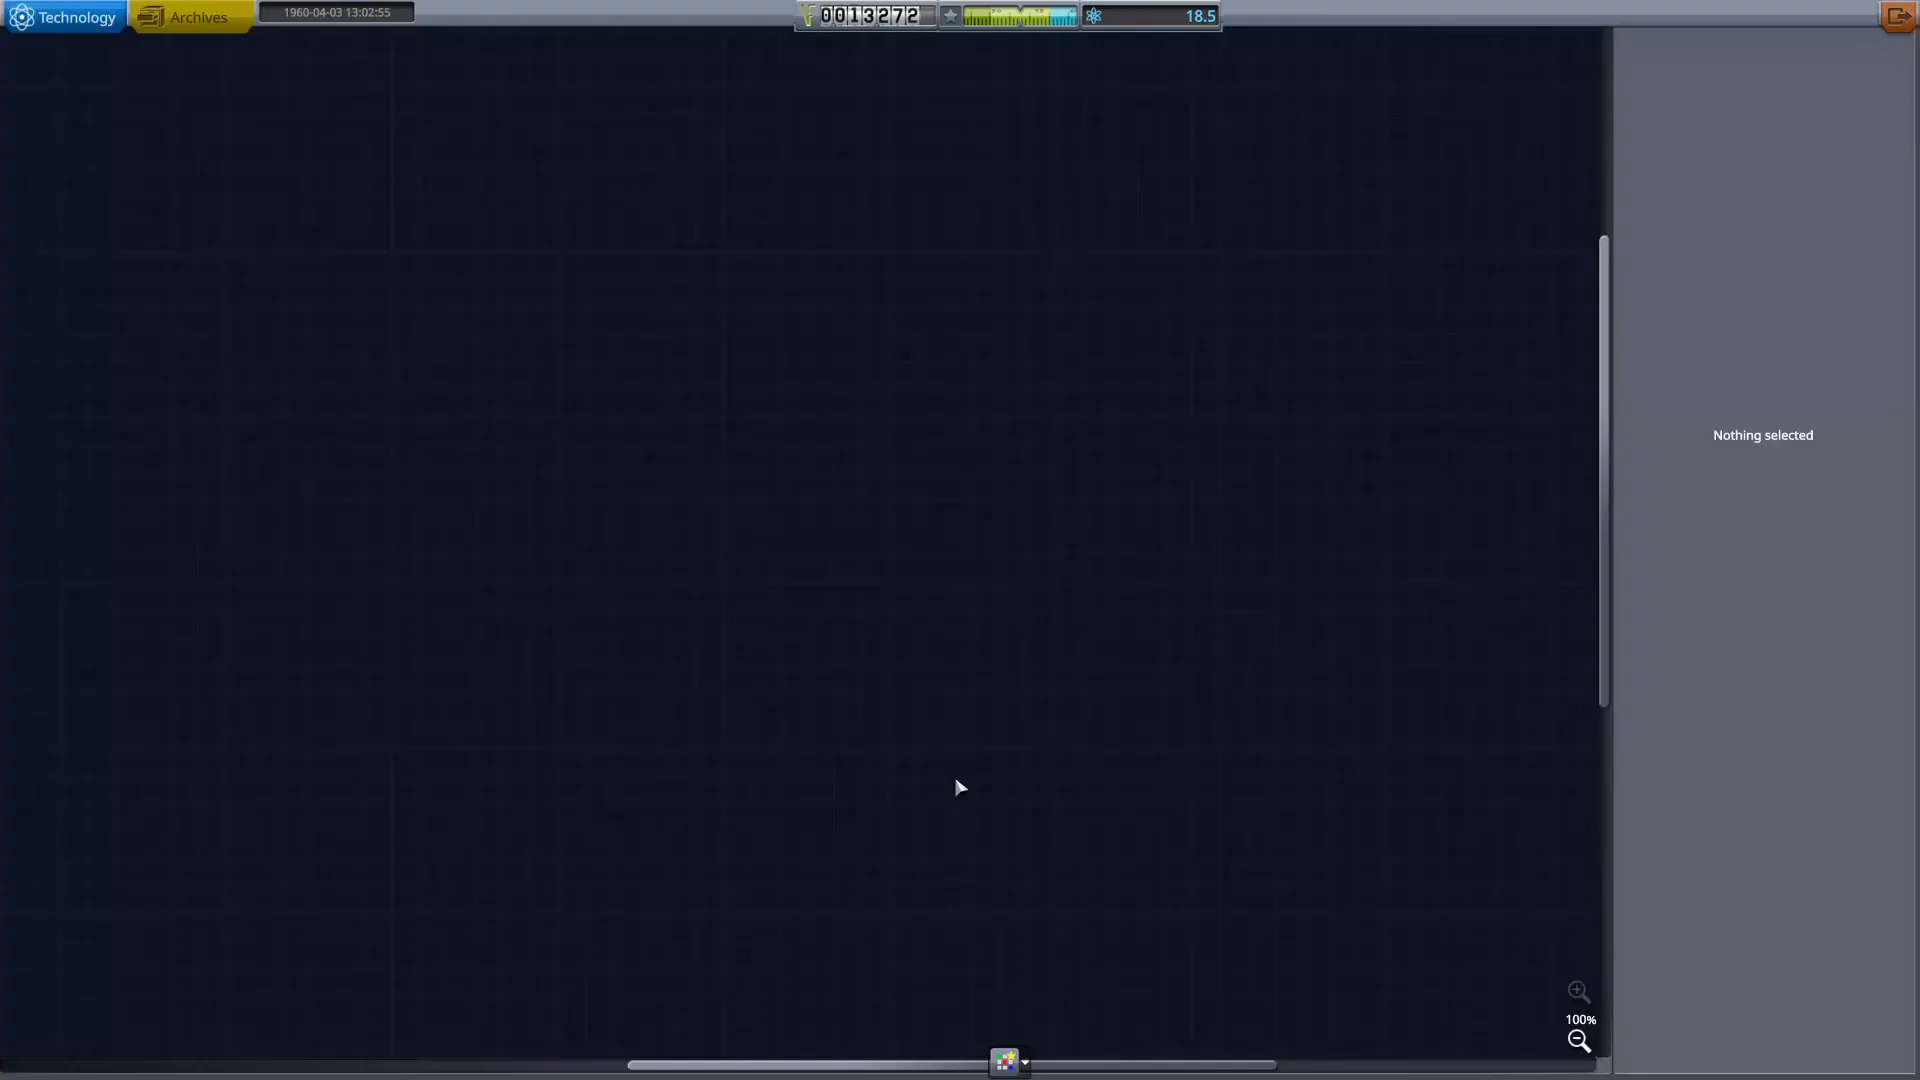 Technology
Archives
1960-04-03 13:02:55
0013272
18.5
Nothing selected
100%